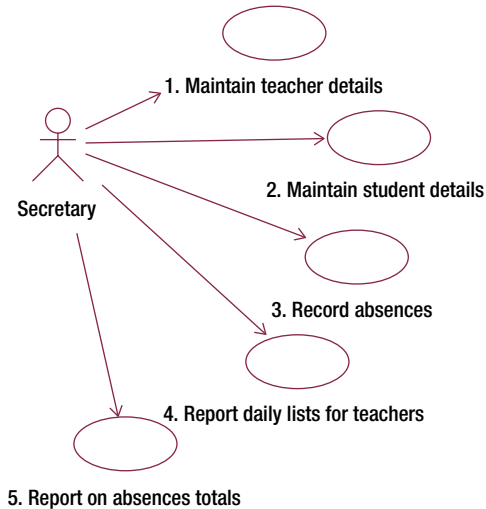 1. Maintain teacher details
2. Maintain student details
Secretary
3. Record absences
4. Report daily lists for teachers
5. Report on absences totals